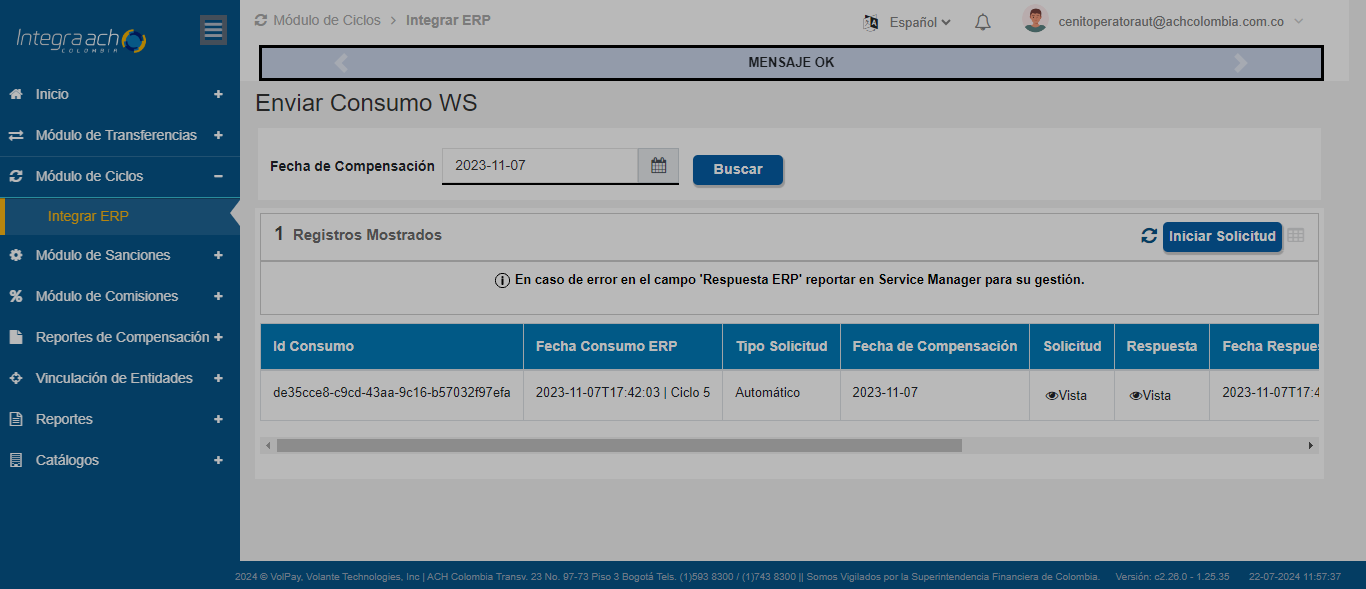 Integra ach
COLOMBIA
Módulo de Ciclos > Integrar ERP
Español
cenitoperatoraut@achcolombia.com.co
MENSAJE OK
Inicio +
Módulo de Transferencias +
Módulo de Ciclos −
Integrar ERP
Módulo de Sanciones +
Módulo de Comisiones +
Reportes de Compensación +
Vinculación de Entidades +
Reportes +
Catálogos +
Enviar Consumo WS
Fecha de Compensación 2023-11-07 Buscar
1 Registros Mostrados Iniciar Solicitud
En caso de error en el campo 'Respuesta ERP' reportar en Service Manager para su gestión.
Id Consumo Fecha Consumo ERP Tipo Solicitud Fecha de Compensación Solicitud Respuesta Fecha Respues
de35cce8-c9cd-43aa-9c16-b57032f97efa 2023-11-07T17:42:03 | Ciclo 5 Automático 2023-11-07 Vista Vista 2023-11-07T17:4
2024 © VolPay, Volante Technologies, Inc | ACH Colombia Transv. 23 No. 97-73 Piso 3 Bogotá Tels. (1)593 8300 / (1)743 8300 || Somos Vigilados por la Superintendencia Financiera de Colombia. Versión: c2.26.0 - 1.25.35 22-07-2024 11:57:37